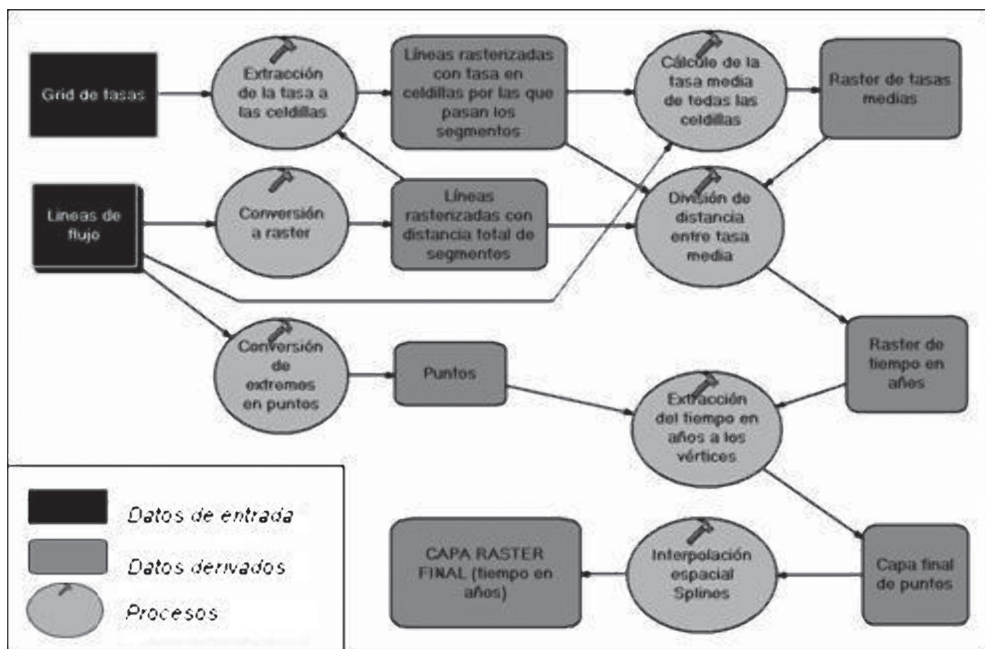 Grid de tasas
Extracción
de la tasa a
las celdillas
Líneas rasterizadas
con tasa en
celdillas por las que
pasan los
segmentos
Cálcule de la
tasa media
de todas las
celdillas
Raster de tasas
medias
Líneas de
flujo
Conversión
a raster
Líneas
rasterizadas con
distancia total de
segmentos
División de
distancia
entre tasa
media
Conversión
de
extremos
en puntos
Puntos
Extracción
del tiempo en
años a los
vértices
Raster de
tiempo en
años
Datos de entrada
Datos derivados
Procesos
CAPA RASTER
FINAL (tiempo en
años)
Interpolación
espacial
Splines
Capa final
de puntos